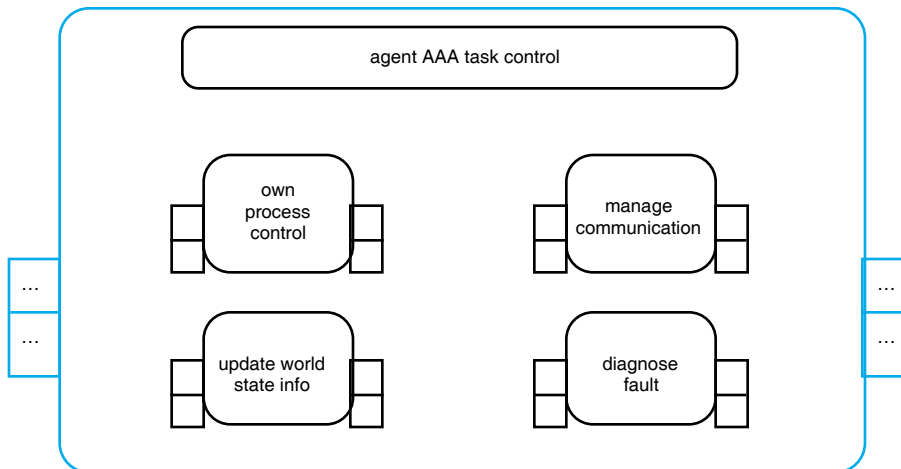 agent AAA task control
own
process
control
manage
communication
...
...
...
...
update world
state info
diagnose
fault